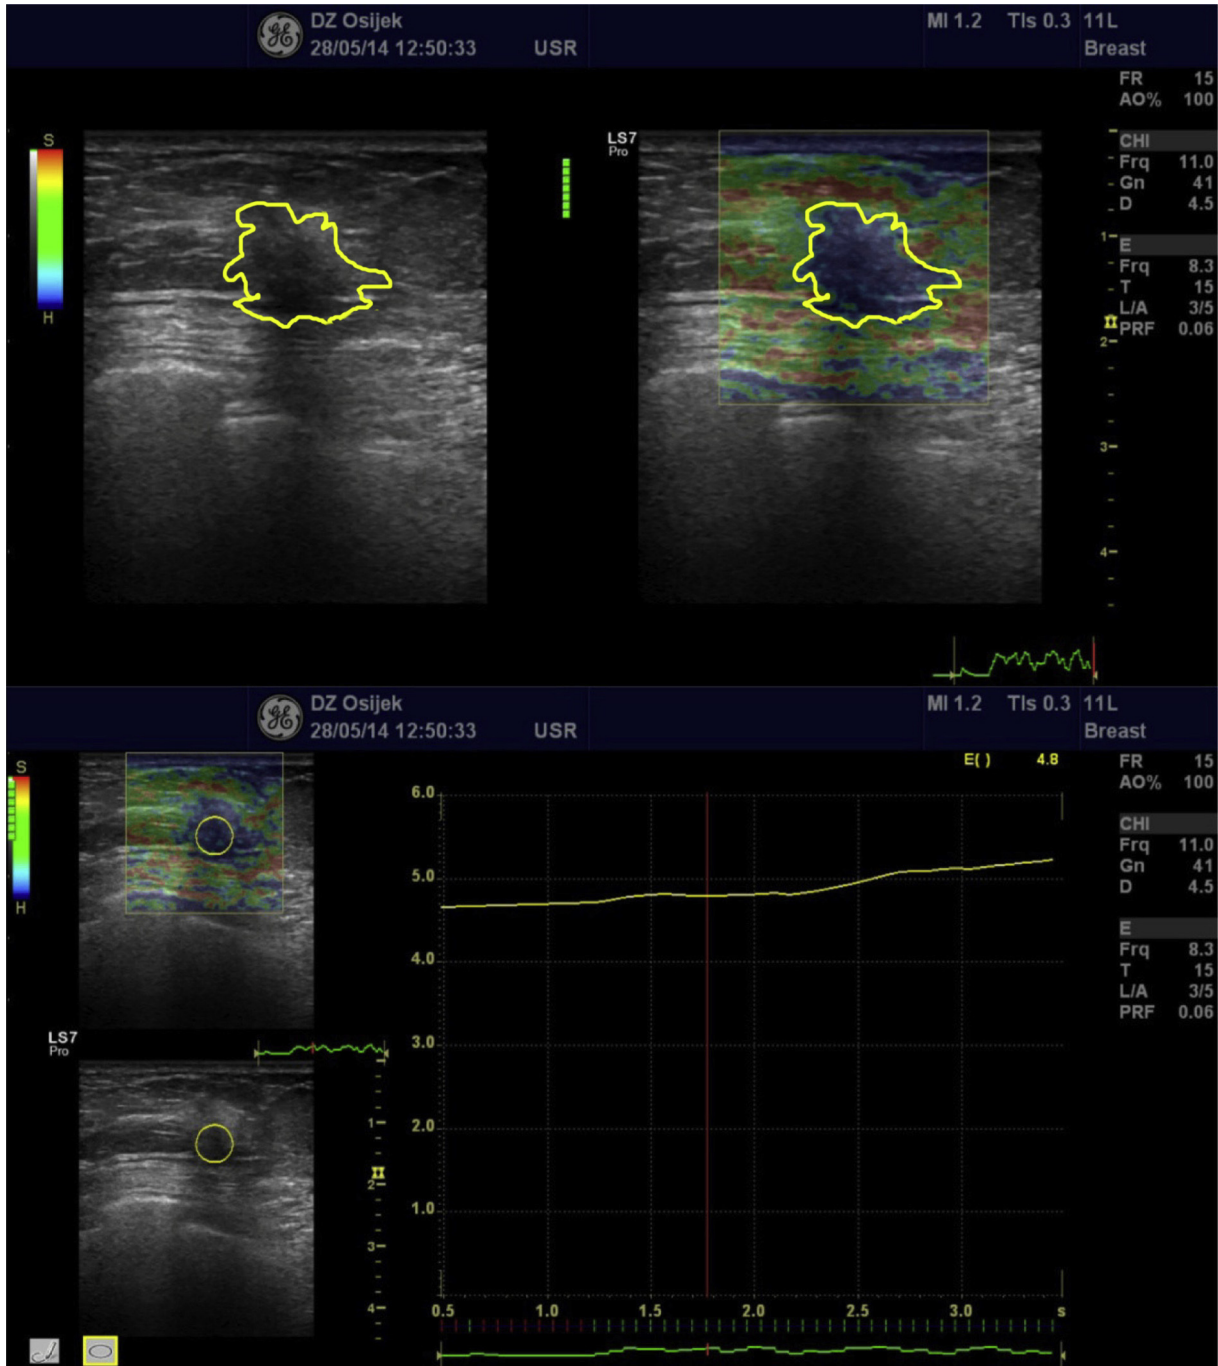 DZ Osijek
28/05/14 12:50:33 USR
MI 1.2 TIs 0.3 11L
Breast
FR 15
AO% 100
CHI
Frq 11.0
Gn 41
D 4.5
E
Frq 8.3
T 15
L/A 3/5
PRF 0.06
S
H
LS7
Pro
1
2
3
4
DZ Osijek
28/05/14 12:50:33 USR
MI 1.2 TIs 0.3 11L
Breast
FR 15
AO% 100
CHI
Frq 11.0
Gn 41
D 4.5
E
Frq 8.3
T 15
L/A 3/5
PRF 0.06
S
H
LS7
Pro
1
2
3
4
E( ) 4.8
6.0
5.0
4.0
3.0
2.0
1.0
0.5 1.0 1.5 2.0 2.5 3.0 s